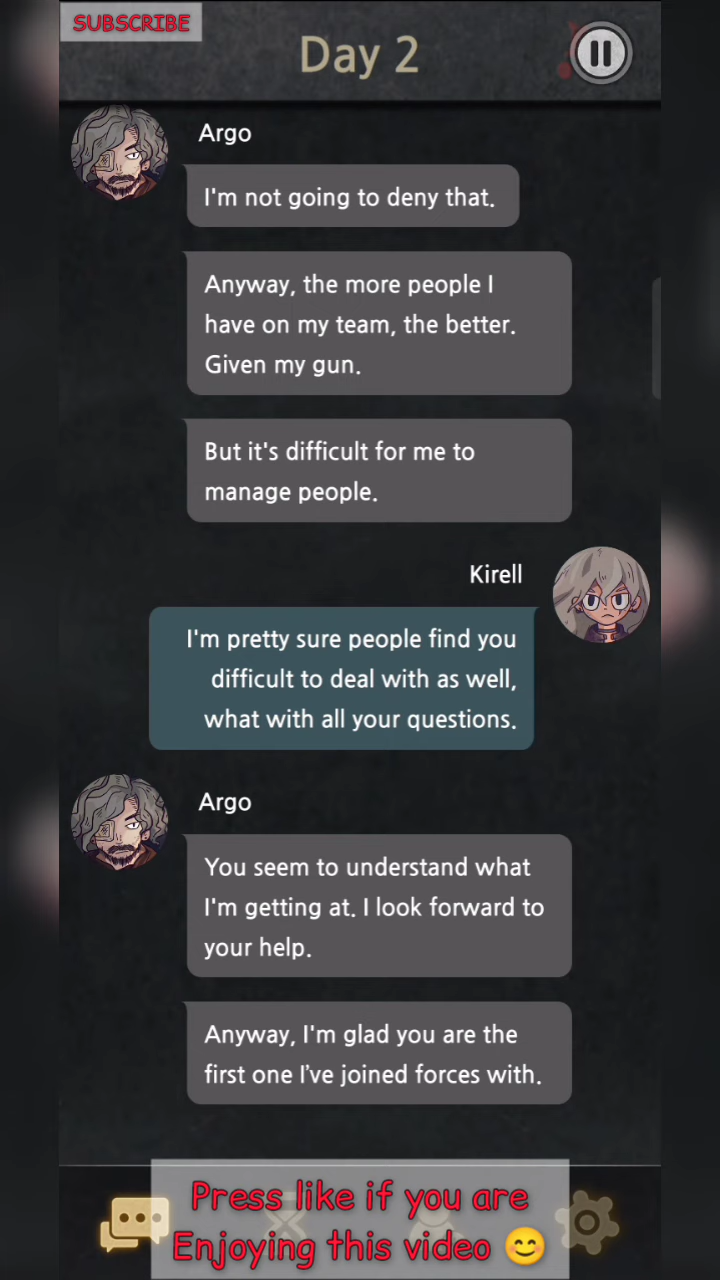 SUBSCRIBE
Day 2
Argo
I'm not going to deny that.
Anyway, the more people I
have on my team, the better.
Given my gun.
But it's difficult for me to
manage people.
Kirell
I'm pretty sure people find you
difficult to deal with as well,
what with all your questions.
Argo
You seem to understand what
I'm getting at. I look forward to
your help.
Anyway, I'm glad you are the
first one I've joined forces with.
Press like if you are
Enjoying this video 😊